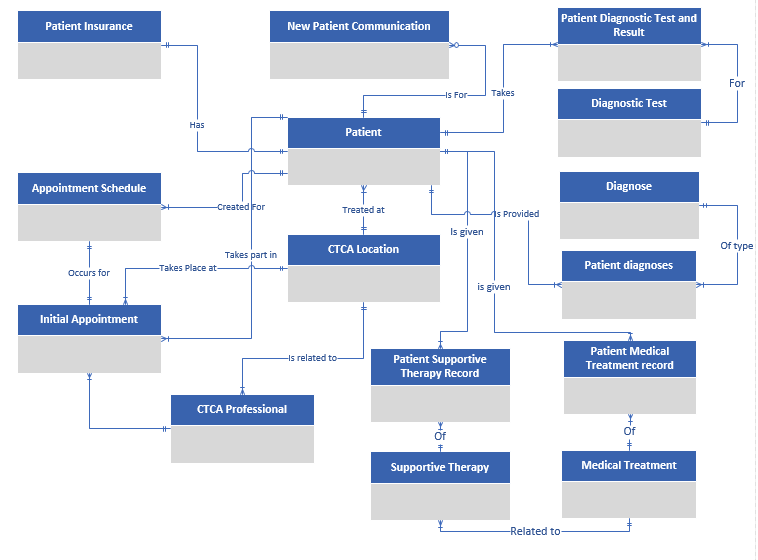 Patient Insurance
New Patient Communication
Patient Diagnostic Test and
Result
Is For
Takes
For
Diagnostic Test
Has
Patient
Appointment Schedule
Created For
Treated at
Is Provided
Diagnose
Is given
Of type
Occurs for
Takes Place at
Takes part in
CTCA Location
Patient diagnoses
is given
Initial Appointment
Is related to
Patient Supportive
Therapy Record
Patient Medical
Treatment record
CTCA Professional
Of
Of
Supportive Therapy
Medical Treatment
Related to